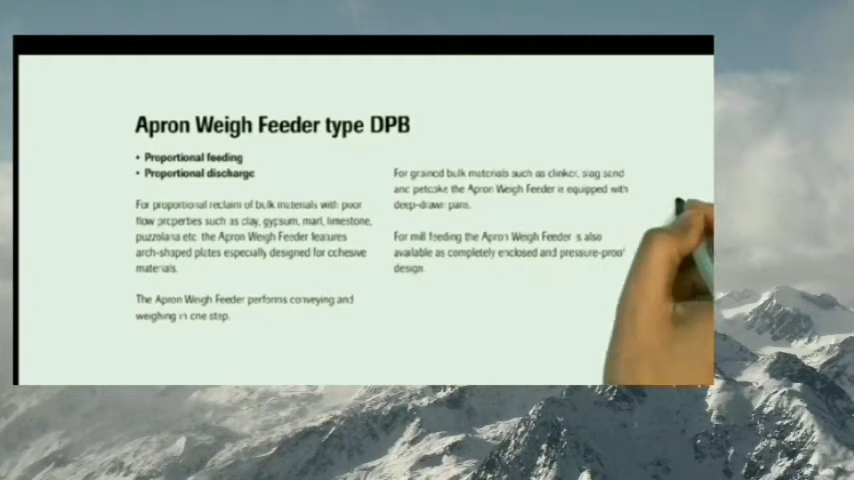 Apron Weigh Feeder type DPB
• Proportional feeding
• Proportional discharge
For proportional reclaim of bulk materials with poor
flow properties such as clay, gypsum, marl, limestone,
puzzolana etc. the Apron Weigh Feeder features
arch-shaped plates especially designed for cohesive
materials.
The Apron Weigh Feeder performs conveying and
weighing in one step.
For grained bulk materials such as clinker, slag sand
and petcoke the Apron Weigh Feeder is equipped with
deep-drawn pans.
For mill feeding the Apron Weigh Feeder is also
available as completely enclosed and pressure-proof
design.